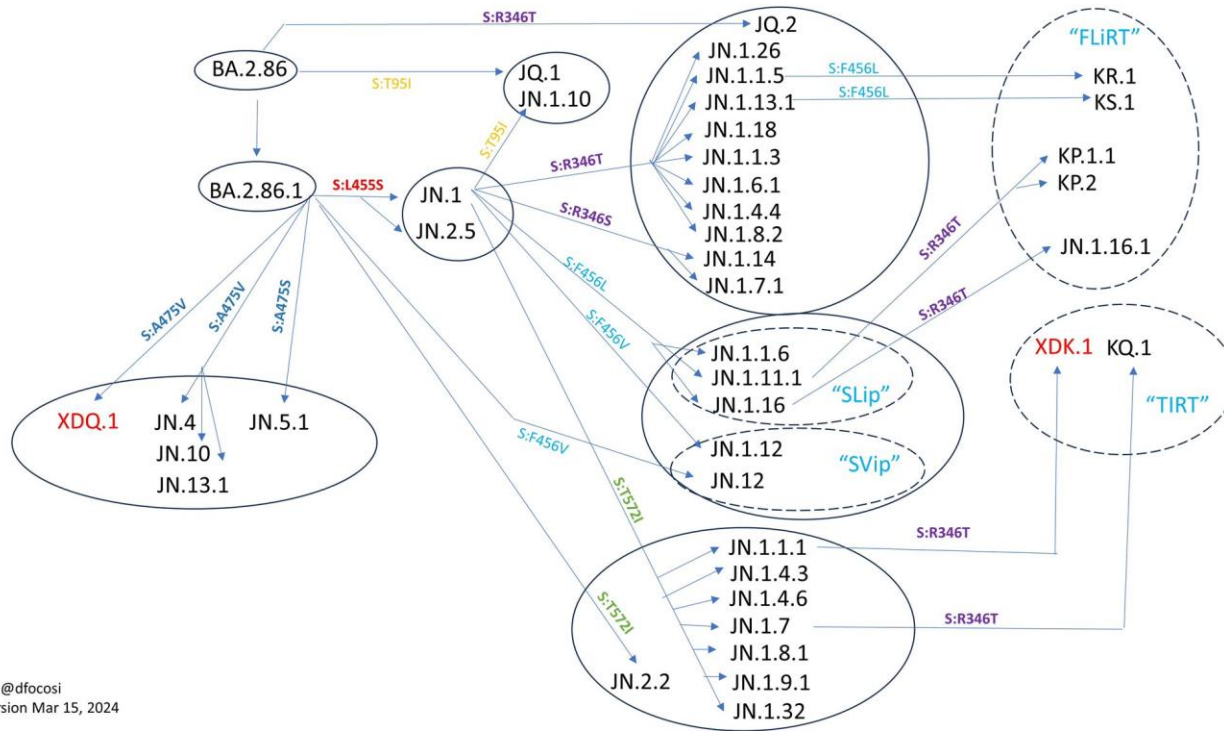 S:R346T
JQ.2
"FLiRT"
BA.2.86
S:T95I
JQ.1
JN.1.10
JN.1.26
JN.1.1.5
S:F456L
KR.1
JN.1.13.1
S:F456L
KS.1
JN.1.18
JN.1.1.3
JN.1.6.1
JN.1.4.4
JN.1.8.2
JN.1.14
JN.1.7.1
S:T95I
S:R346T
S:R346S
KP.1.1
KP.2
JN.1.16.1
BA.2.86.1
S:L455S
JN.1
JN.2.5
S:F456L
S:F456V
S:R346T
S:R346T
S:A475V
S:A475V
S:A475S
JN.1.1.6
JN.1.11.1
JN.1.16
"SLip"
XDK.1
KQ.1
"TIRT"
XDQ.1
JN.4
JN.5.1
JN.10
JN.13.1
S:F456V
JN.1.12
JN.12
"SVip"
S:T572I
S:T572I
JN.1.1.1
S:R346T
JN.1.4.3
JN.1.4.6
JN.1.7
S:R346T
JN.1.8.1
JN.2.2
JN.1.9.1
JN.1.32
@dfocosi
rsion Mar 15, 2024